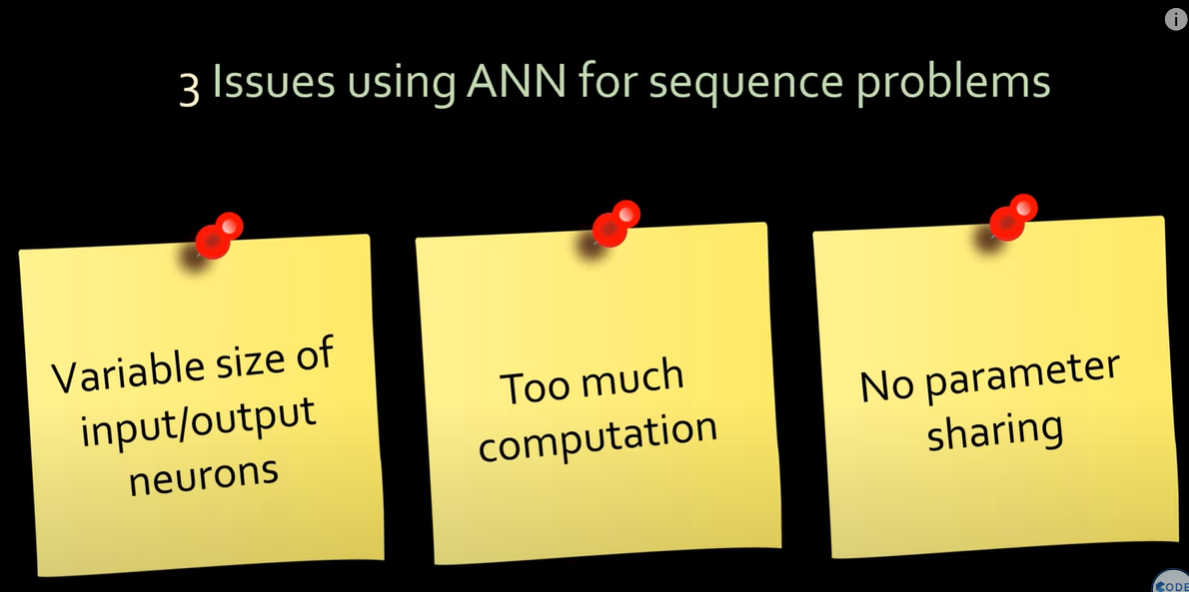 3 Issues using ANN for sequence problems
Variable size of
input/output
neurons
Too much
computation
No parameter
sharing
i
CODE